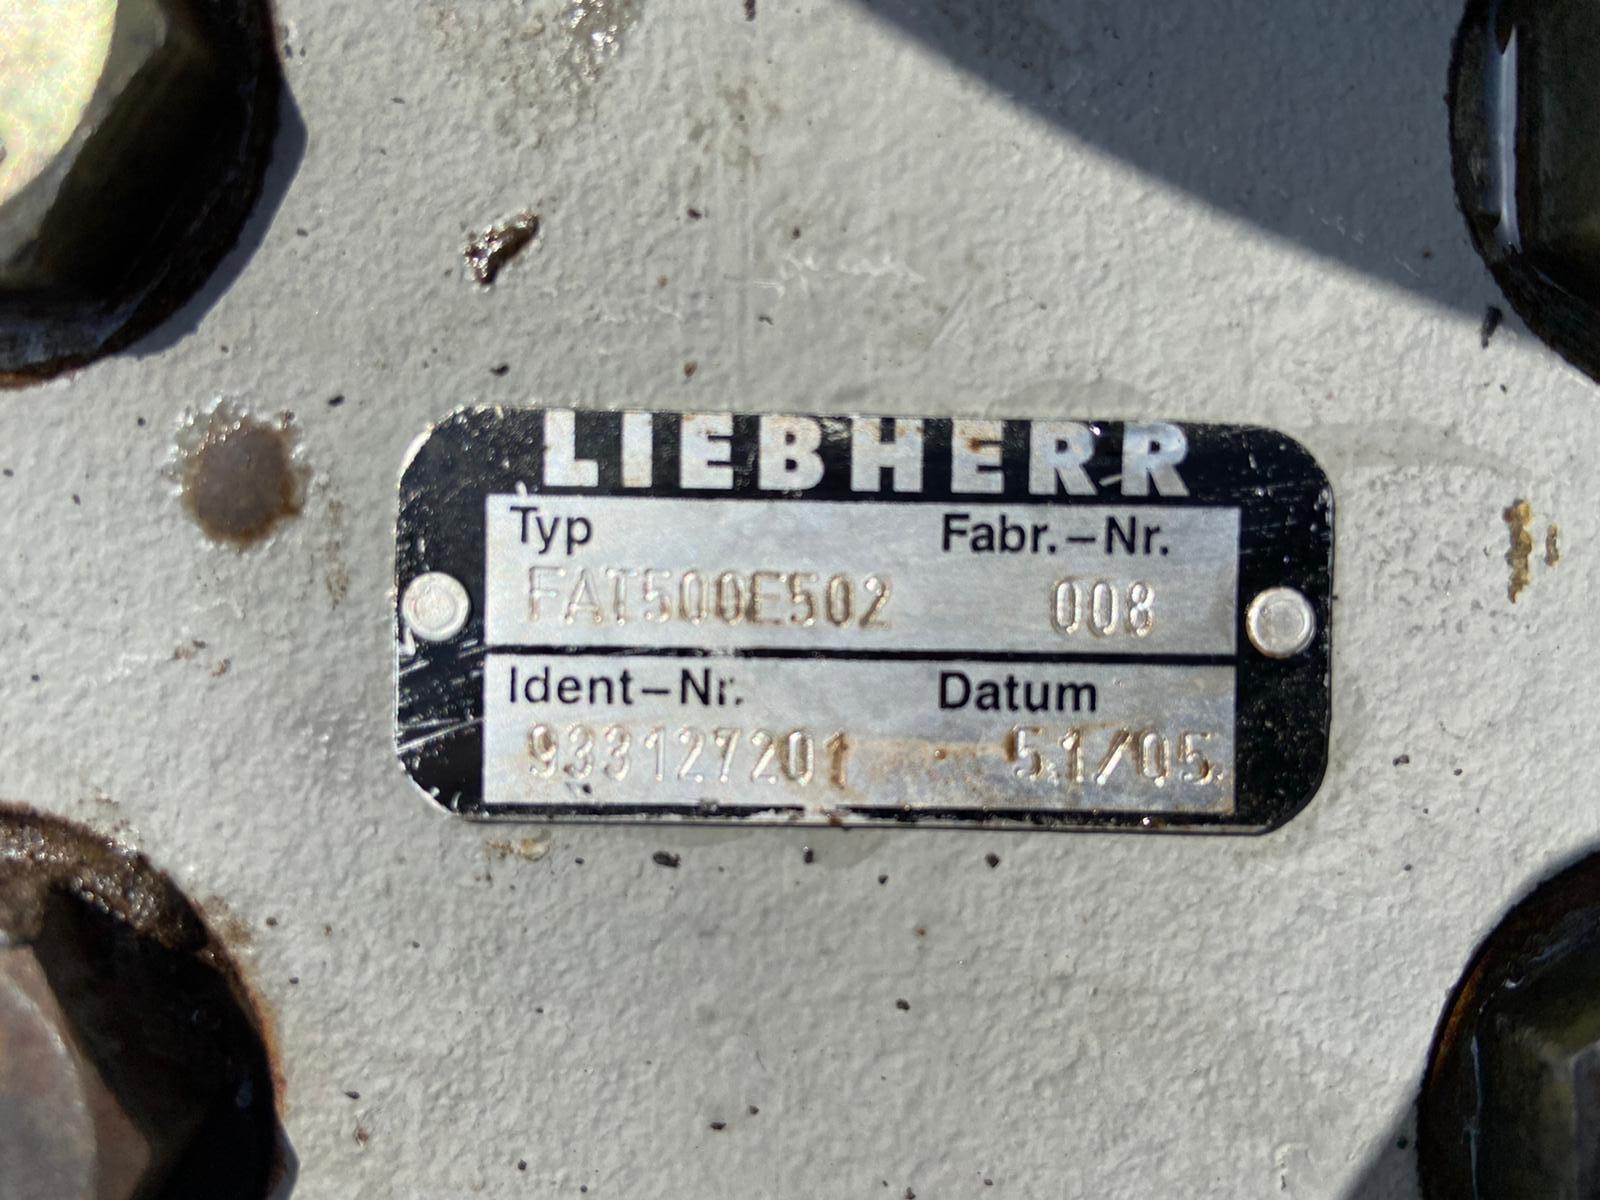 LIEBHERR
Typ Fabr.-Nr.
FAT500E502 008
Ident-Nr. Datum
933127201 51/05